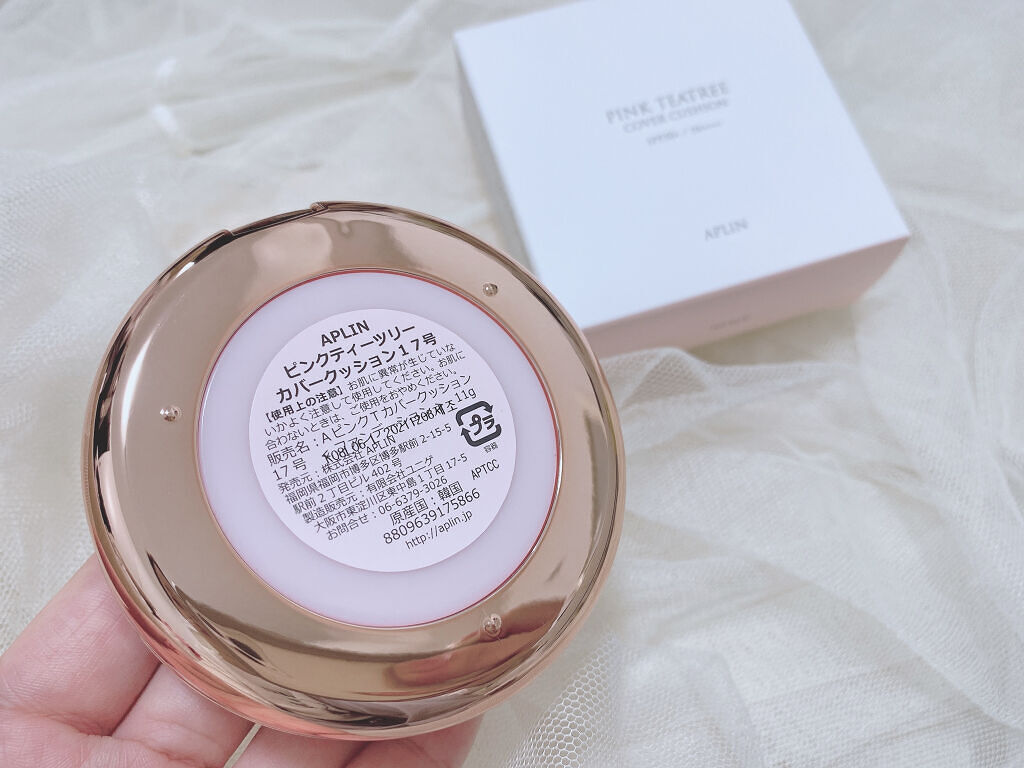 PINK TEATREE
COVER CUSHION
APLIN
APLIN
ピンクティーツリー
カバークッション17号
【使用上の注意】お肌に異常が生じていな
いかよく注意して使用してください。お肌に
合わないときは、ご使用をおやめください。
販売名：AピンクTカバークッション
17号
11g
発売元：株式会社APLIN
福岡県福岡市博多区博多駅前 2-15-5
駅前2丁目ビル402号
製造販売元：有限会社ユーゲ
大阪市東淀川区東中島1丁目17-5
お問合せ：06-6379-3026
プラ
容器
原産国：韓国 APTCC
8809639175866
http://aplin.jp